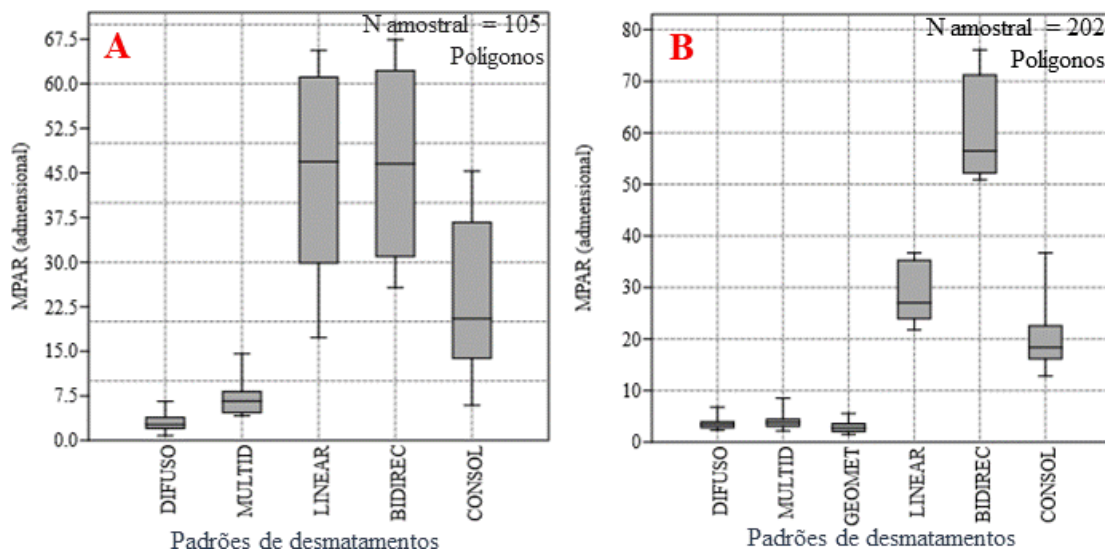 A
N amostral = 105
Polígonos
MPAR (admensional)
67.5
60.0
52.5
45.0
37.5
30.0
22.5
15.0
7.5
0.0
DIFUSO
MULTID
LINEAR
BIDIREC
CONSOL
Padrões de desmatamentos
B
N amostral = 202
Polígonos
MPAR (admensional)
80
70
60
50
40
30
20
10
0
DIFUSO
MULTID
GEOMET
LINEAR
BIDIREC
CONSOL
Padrões de desmatamentos